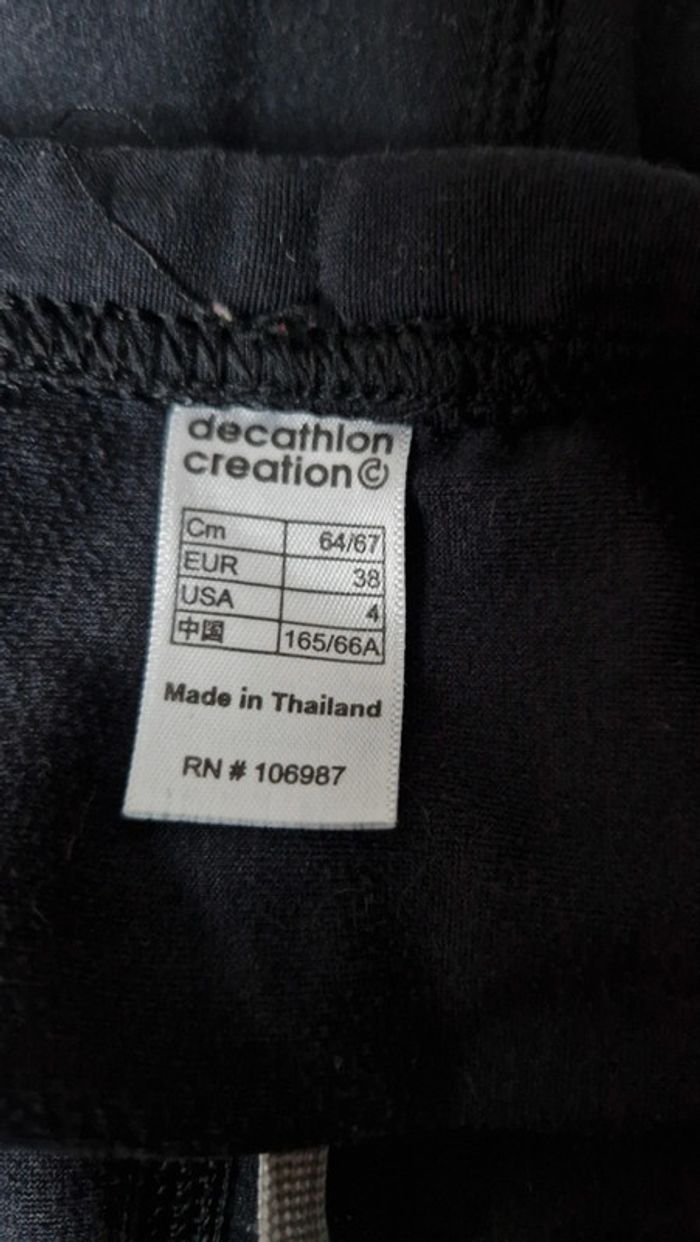 decathlon
creation©
Cm 64/67
EUR 38
USA 4
中国 165/66A
Made in Thailand
RN # 106987